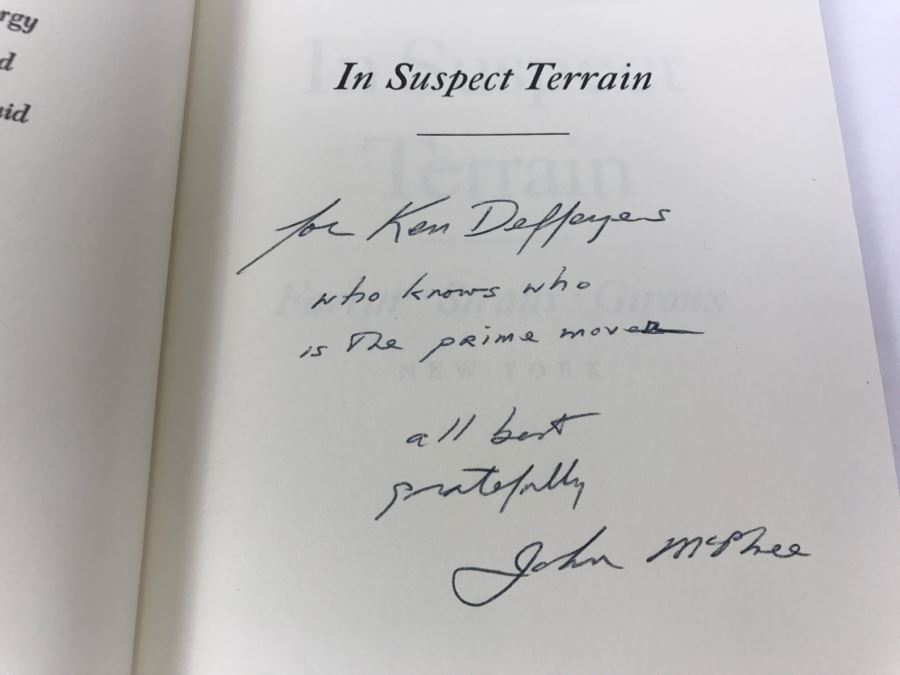 rgy
d
uid
In Suspect Terrain
for Ken Deffeyes
who knows who
is the prime mover
all best
gratefully
John McPhee
In Suspect
Terrain
Farrar · Straus · Giroux
NEW YORK